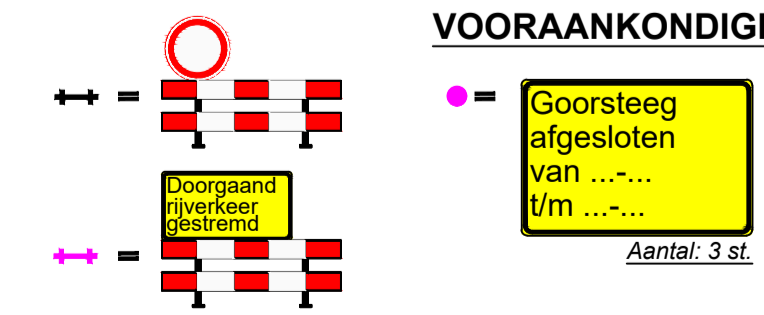 VOORAANKONDIGI
=
= Goorsteeg
afgesloten
van ...-...
t/m ...-...
Aantal: 3 st.
=
Doorgaand
rijverkeer
gestremd